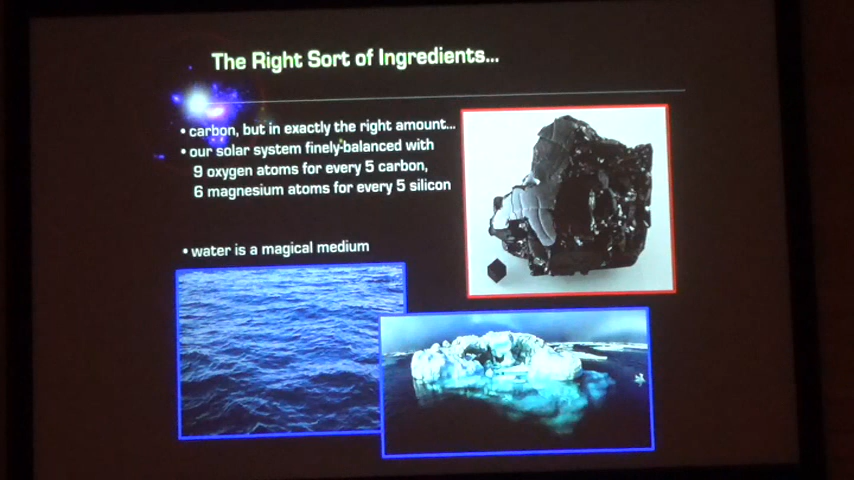 The Right Sort of Ingredients...
• carbon, but in exactly the right amount...
• our solar system finely-balanced with
9 oxygen atoms for every 5 carbon,
6 magnesium atoms for every 5 silicon
• water is a magical medium